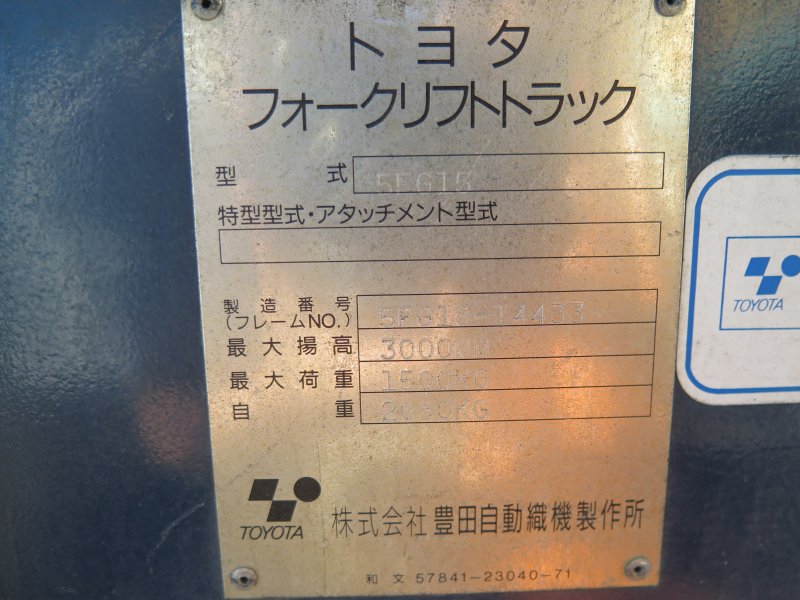 トヨタ
フォークリフトトラック
型 式 5FG15
特型型式・アタッチメント型式
製造番号
(フレームNO.) 5FG18-14433
最大揚高 3000MM
最大荷重 1500KG
自 重
TOYOTA 株式会社豊田自動織機製作所
和文 57841-23040-71
TOYOTA